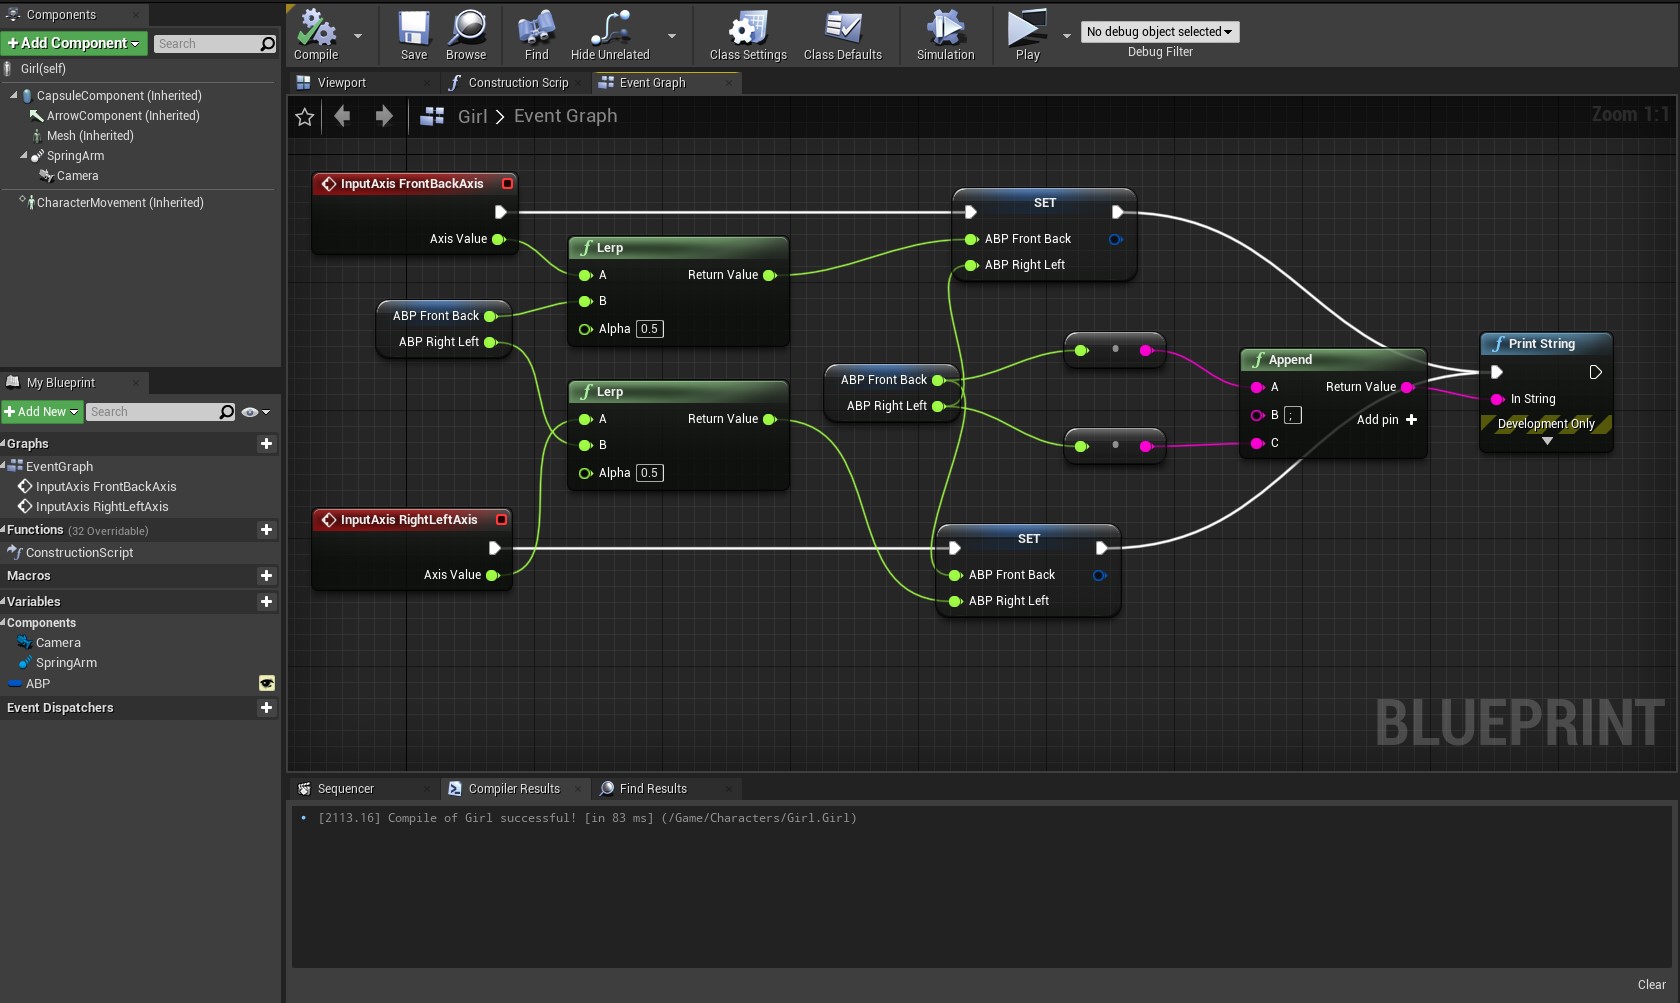 Components
+Add Component
Search
Girl(self)
CapsuleComponent (Inherited)
ArrowComponent (Inherited)
Mesh (Inherited)
SpringArm
Camera
CharacterMovement (Inherited)
My Blueprint
+Add New
Search
Graphs
EventGraph
InputAxis FrontBackAxis
InputAxis RightLeftAxis
Functions (32 Overridable)
ConstructionScript
Macros
Variables
Components
Camera
SpringArm
ABP
Event Dispatchers
Compile
Save
Browse
Find
Hide Unrelated
Class Settings
Class Defaults
Simulation
Play
No debug object selected
Debug Filter
Viewport
Construction Scrip
Event Graph
Girl > Event Graph
Zoom 1:1
InputAxis FrontBackAxis
Axis Value
ABP Front Back
ABP Right Left
f Lerp
A
Return Value
B
Alpha 0.5
f Lerp
A
Return Value
B
Alpha 0.5
InputAxis RightLeftAxis
Axis Value
SET
ABP Front Back
ABP Right Left
ABP Front Back
ABP Right Left
SET
ABP Front Back
ABP Right Left
f Append
A
Return Value
B ;
Add pin +
C
f Print String
In String
Development Only
BLUEPRINT
Sequencer
Compiler Results
Find Results
[2113.16] Compile of Girl successful! [in 83 ms] (/Game/Characters/Girl.Girl)
Clear